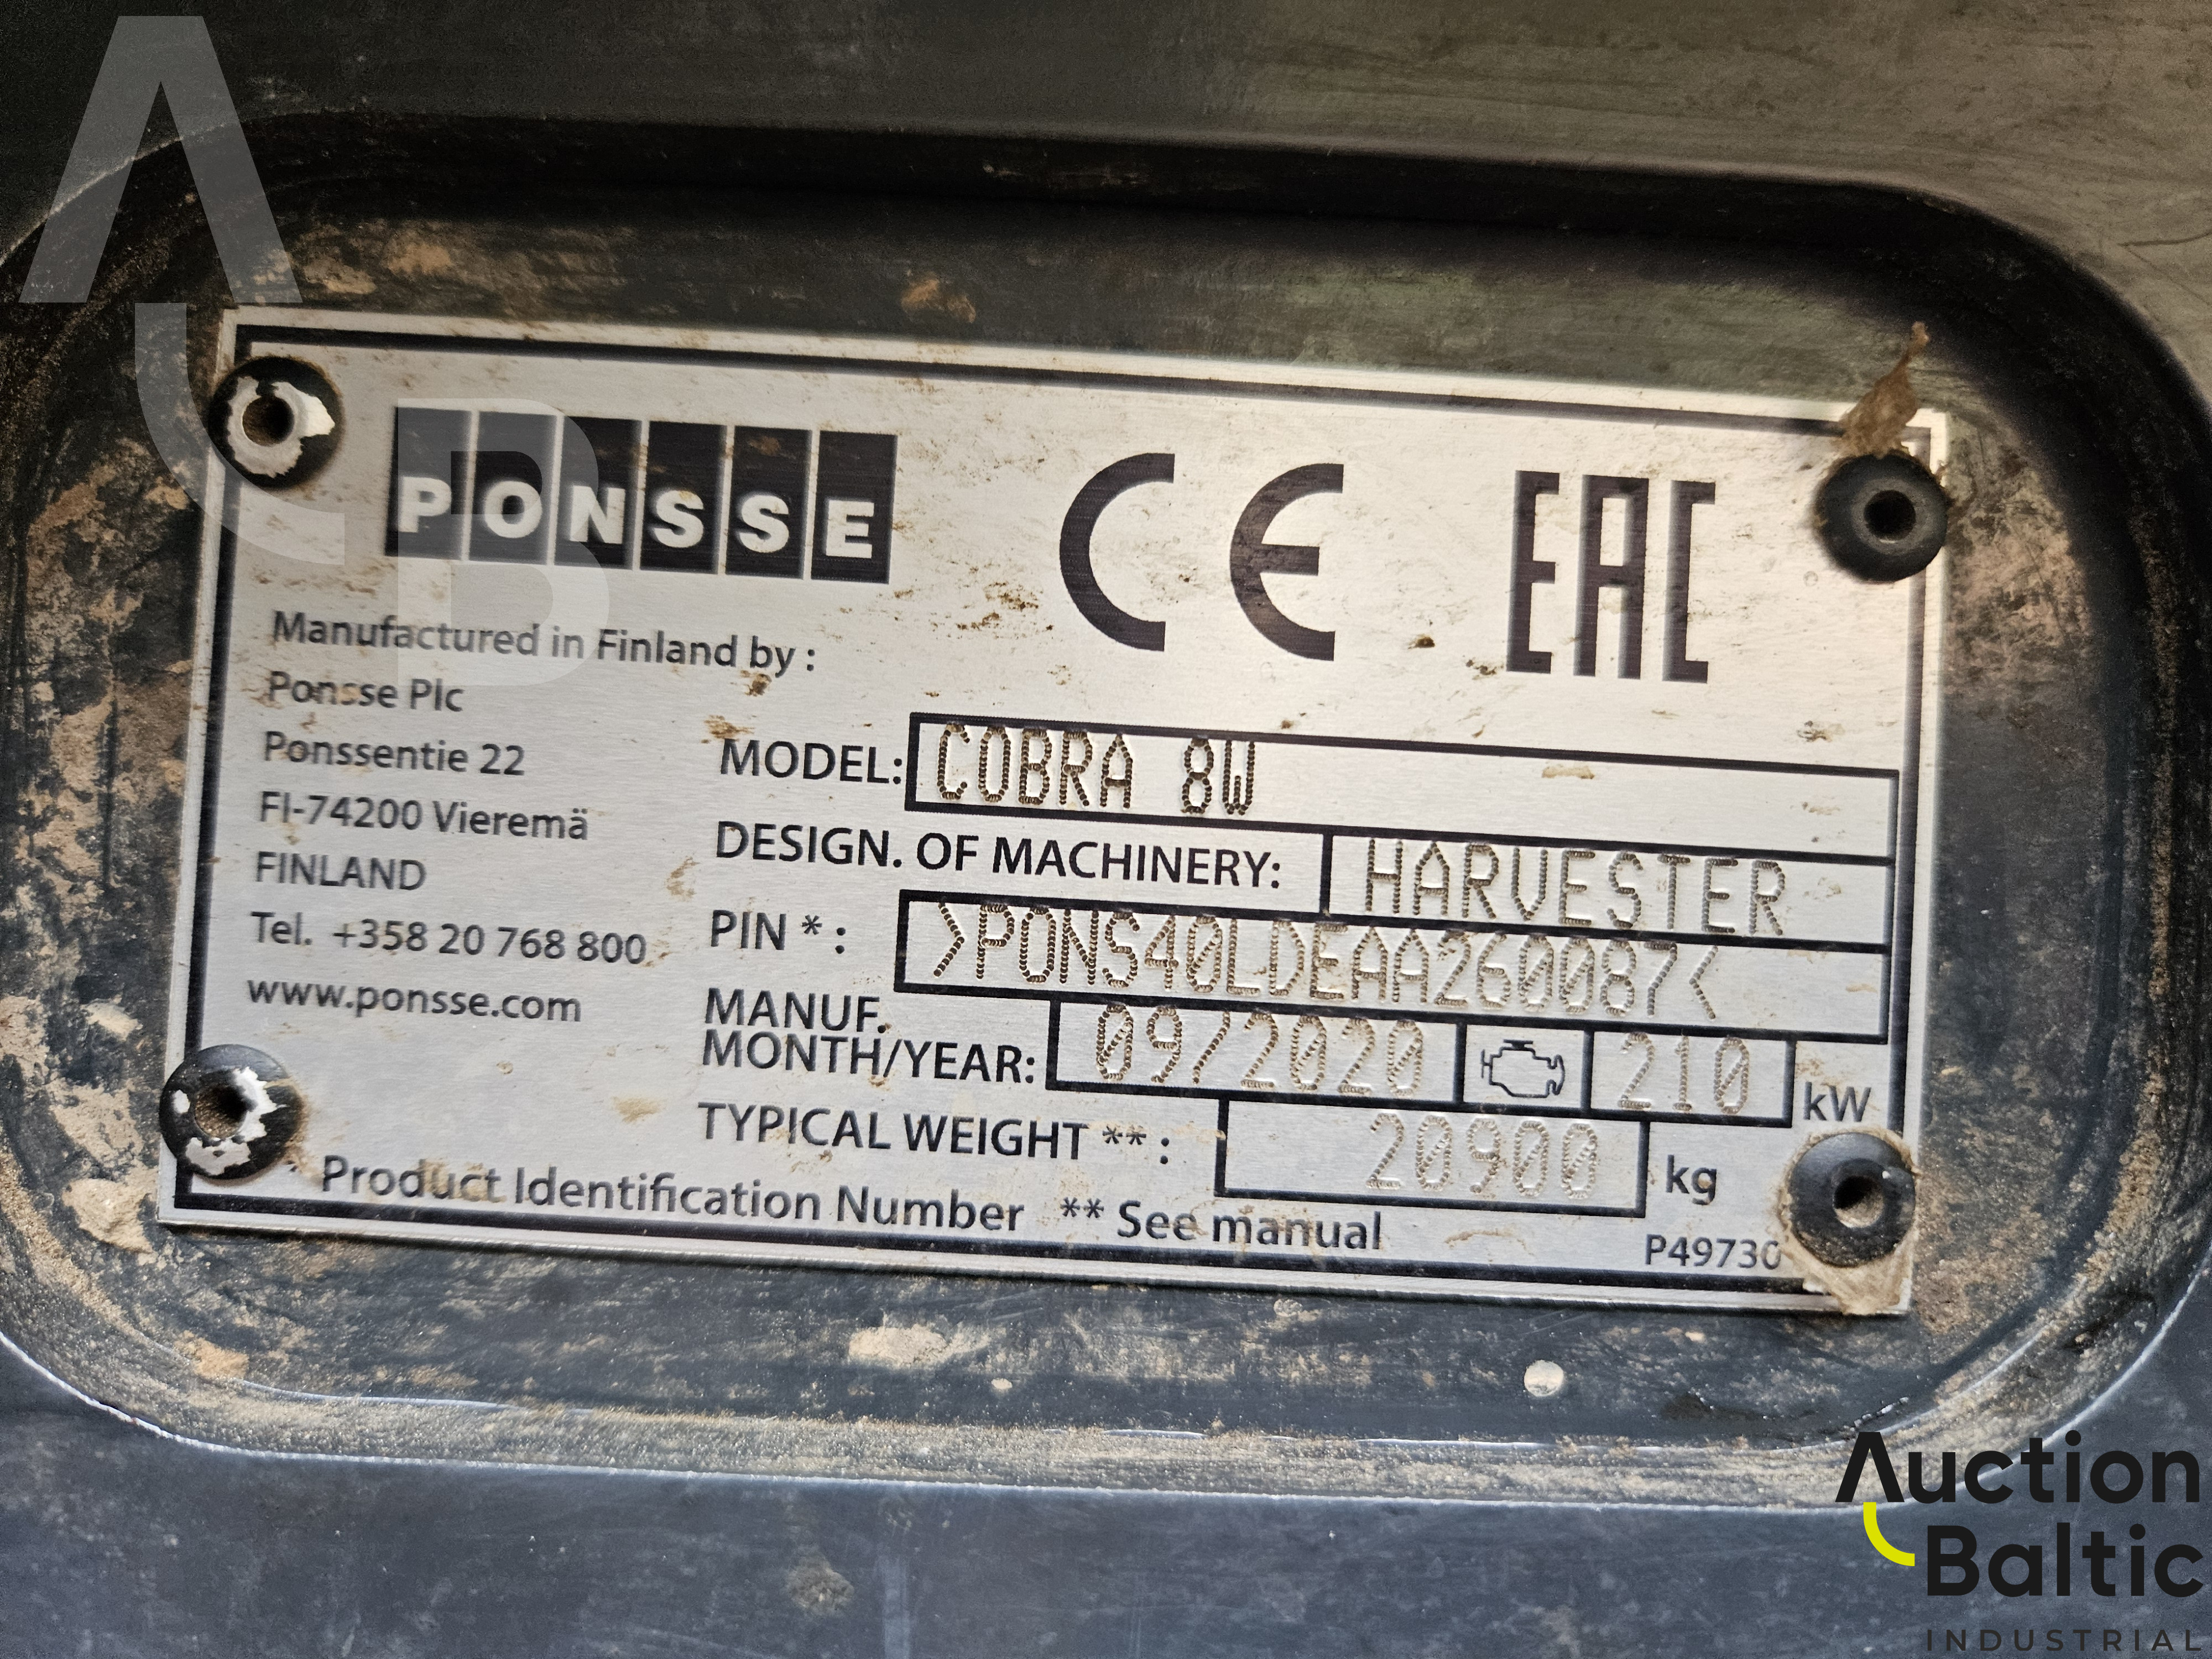 PONSSE
CE EAC
Manufactured in Finland by :
Ponsse Plc
Ponssentie 22
FI-74200 Vieremä
FINLAND
Tel. +358 20 768 800
www.ponsse.com
MODEL: COBRA 8W
DESIGN. OF MACHINERY: HARVESTER
PIN * : >PONS40LDEAA260087<
MANUF.
MONTH/YEAR: 09/2020 210 kW
TYPICAL WEIGHT ** : 20900 kg
Product Identification Number ** See manual
P49730
AB
Auction
Baltic
INDUSTRIAL